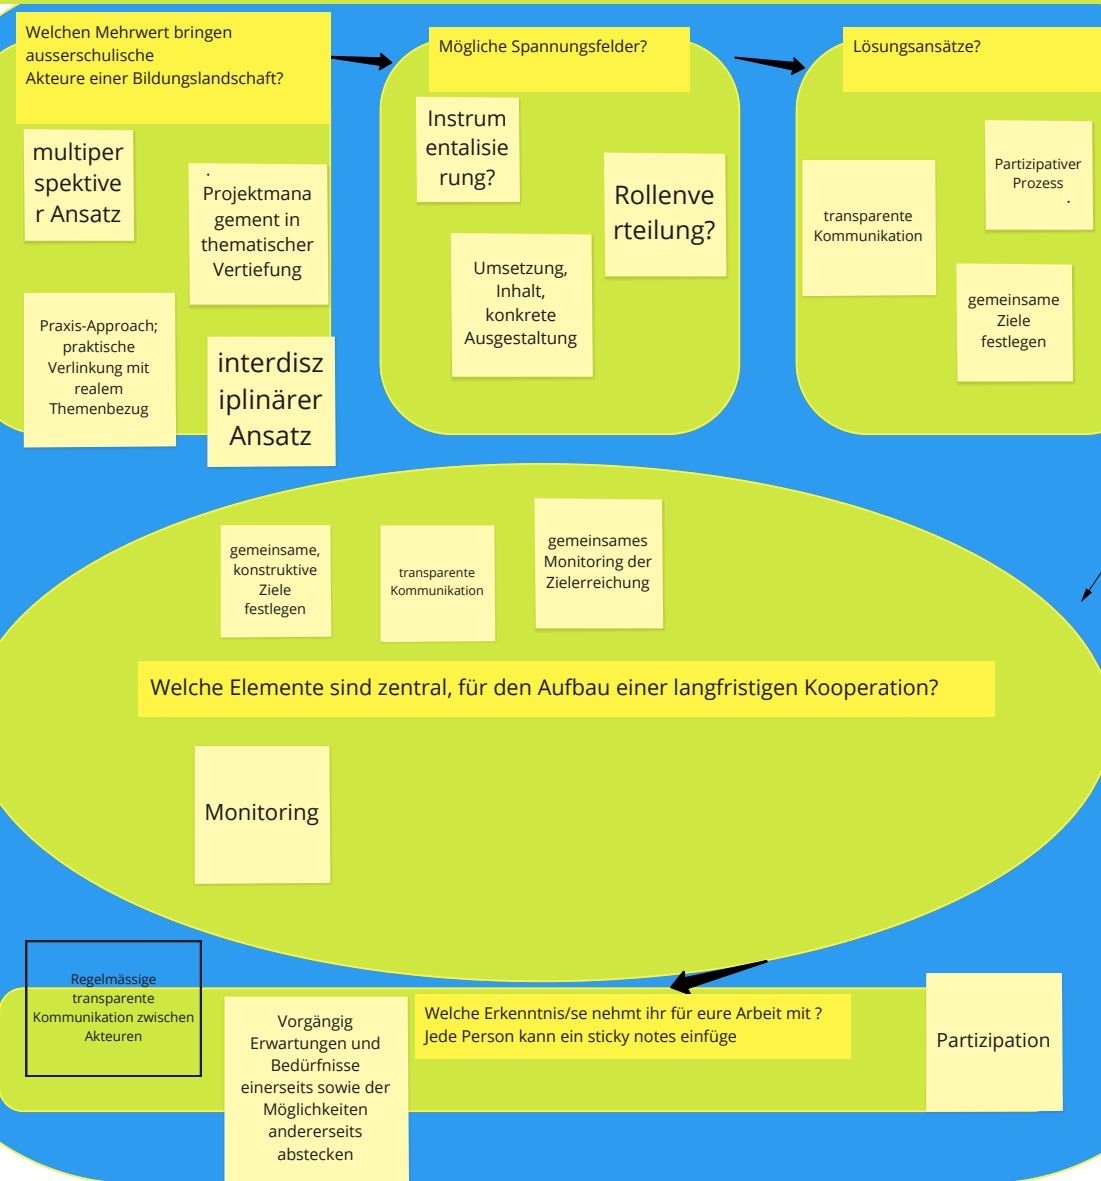 Welchen Mehrwert bringen
ausserschulische
Akteure einer Bildungslandschaft?
multiper
spektive
r Ansatz
.
Projektmana
gement in
thematischer
Vertiefung
Praxis-Approach;
praktische
Verlinkung mit
realem
Themenbezug
interdisz
iplinärer
Ansatz
Mögliche Spannungsfelder?
Instrum
entalisie
rung?
Rollenve
rteilung?
Umsetzung,
Inhalt,
konkrete
Ausgestaltung
Lösungsansätze?
Partizipativer
Prozess
.
transparente
Kommunikation
gemeinsame
Ziele
festlegen
gemeinsame,
konstruktive
Ziele
festlegen
transparente
Kommunikation
gemeinsames
Monitoring der
Zielerreichung
Welche Elemente sind zentral, für den Aufbau einer langfristigen Kooperation?
Monitoring
Regelmässige
transparente
Kommunikation zwischen
Akteuren
Vorgängig
Erwartungen und
Bedürfnisse
einerseits sowie der
Möglichkeiten
andererseits
abstecken
Welche Erkenntnis/se nehmt ihr für eure Arbeit mit ?
Jede Person kann ein sticky notes einfüge
Partizipation